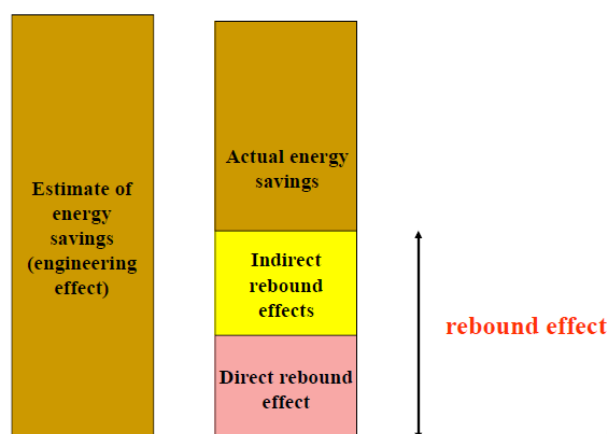 Estimate of
energy
savings
(engineering
effect)
Actual energy
savings
Indirect
rebound
effects
Direct rebound
effect
rebound effect